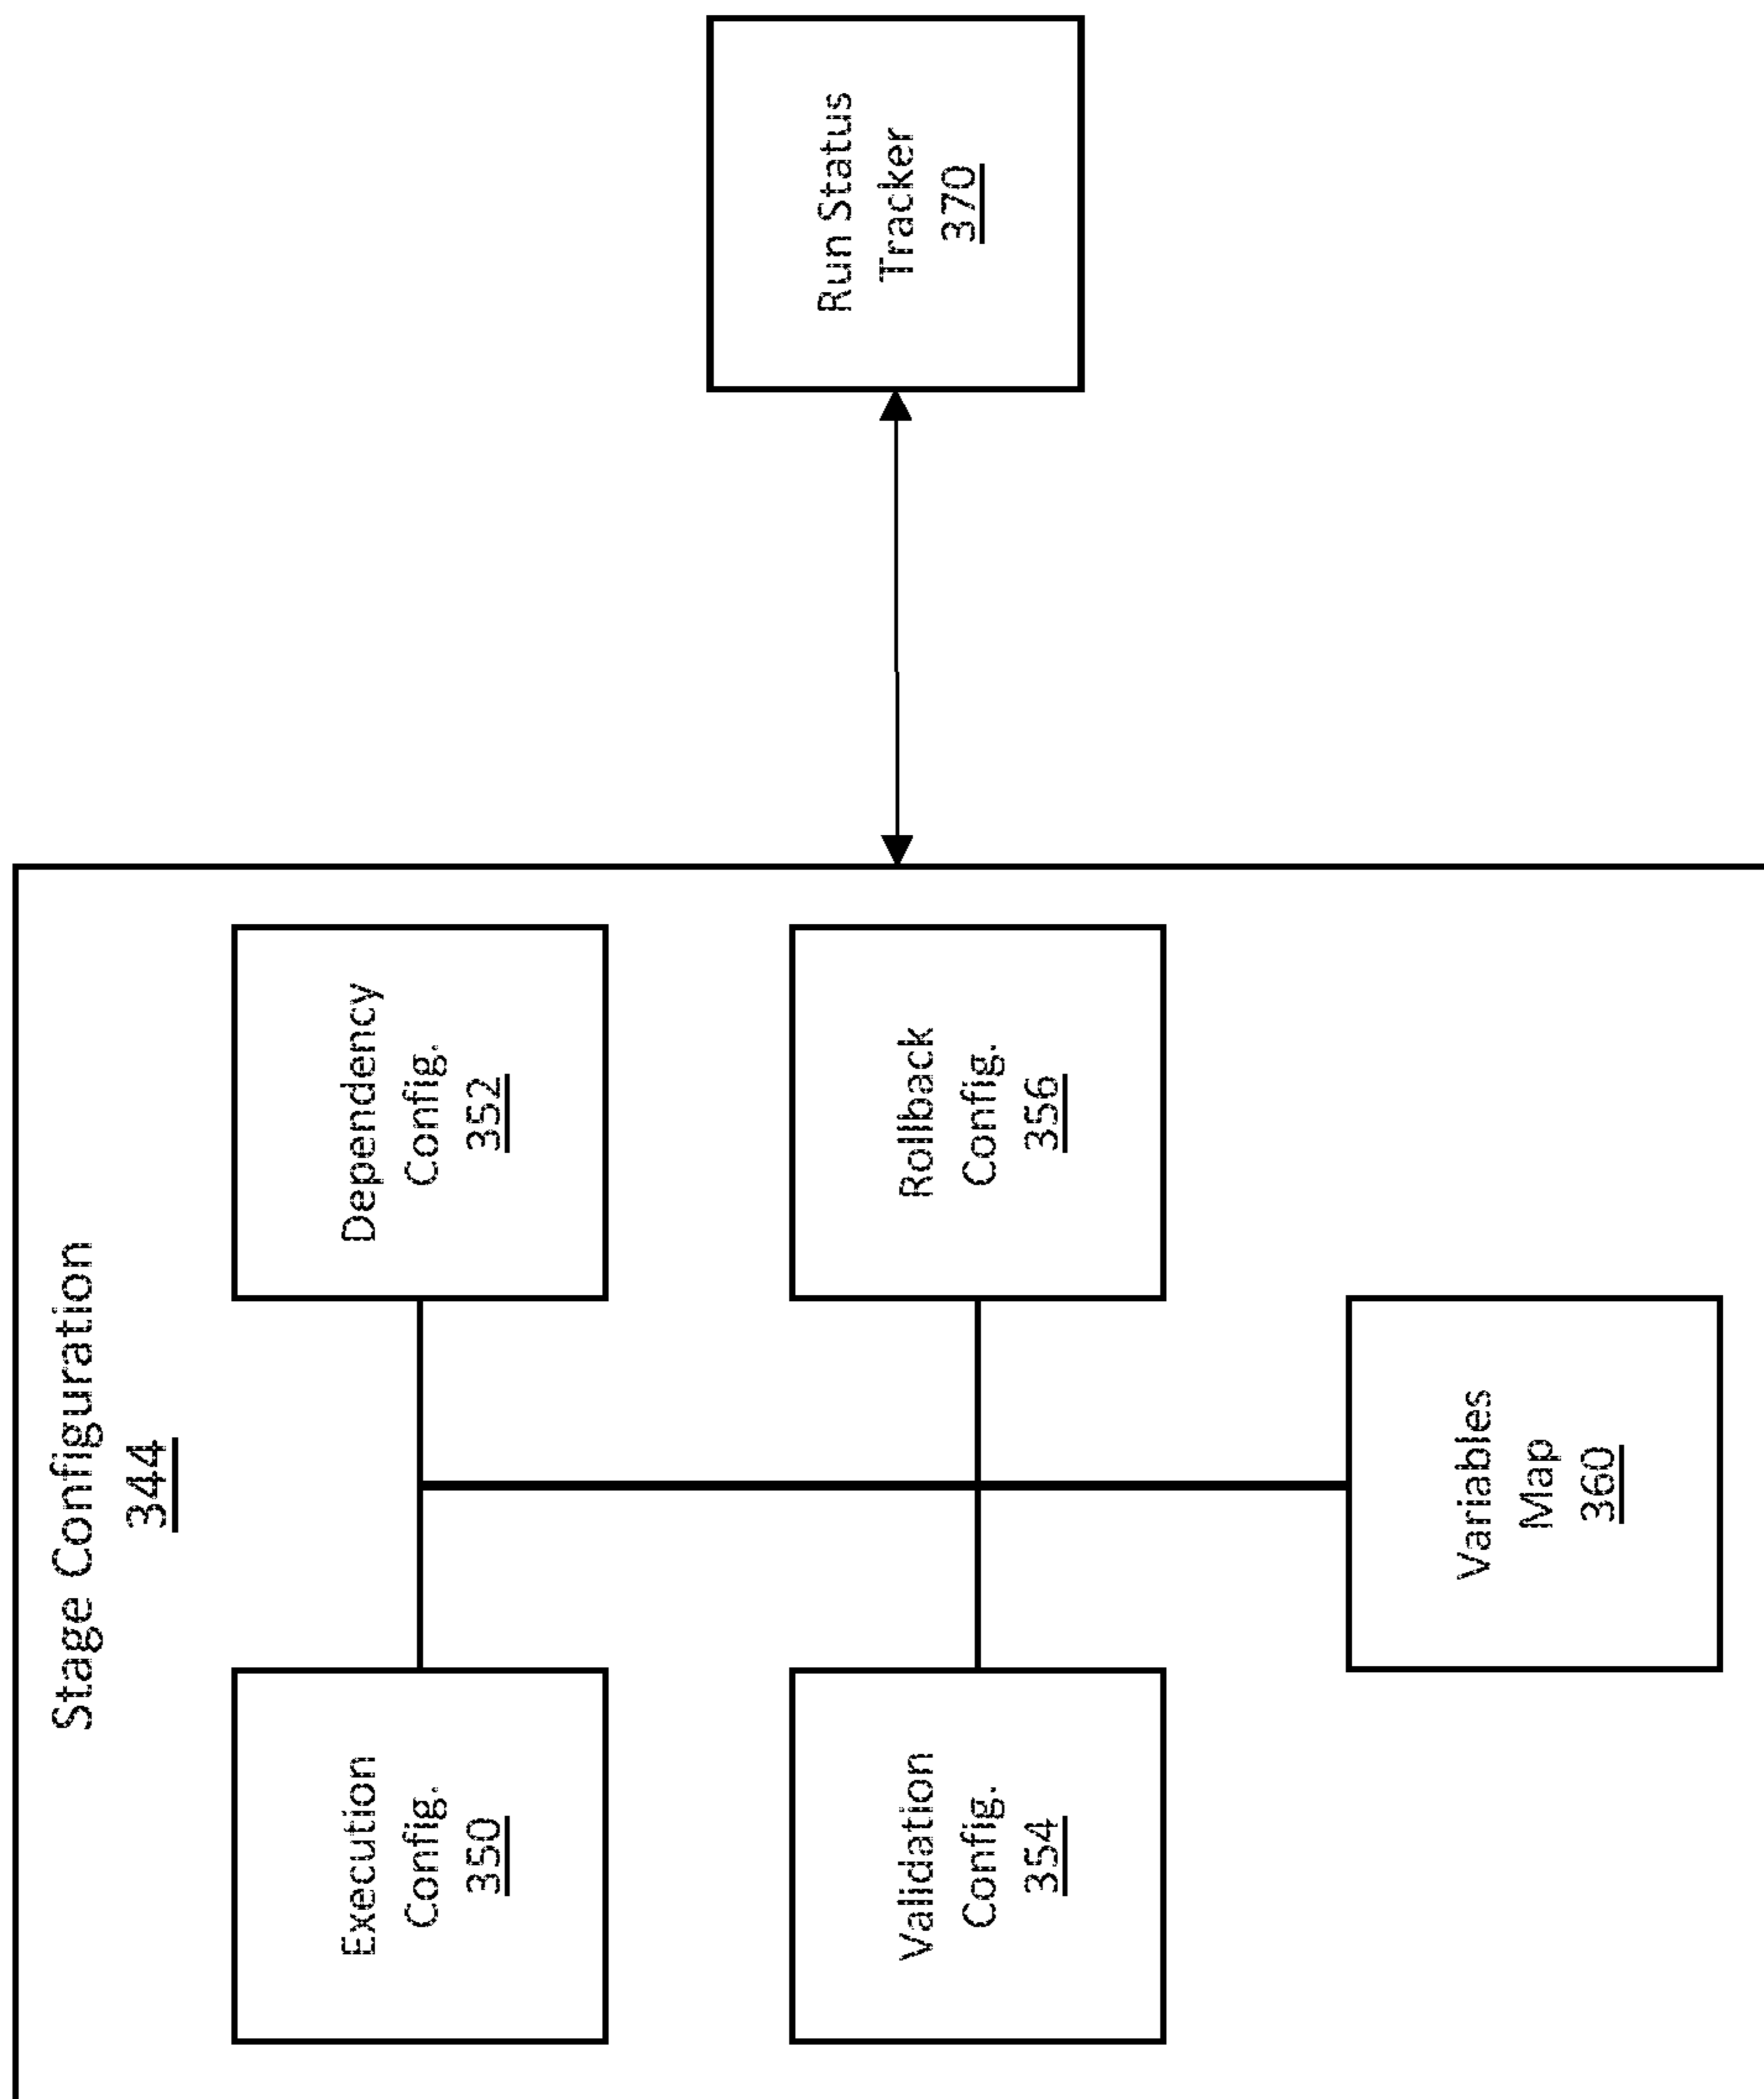 Stage Configuration
344
Execution
Config.
350
Dependency
Config.
352
Validation
Config.
354
Rollback
Config.
356
Variables
Map
360
Run Status
Tracker
370